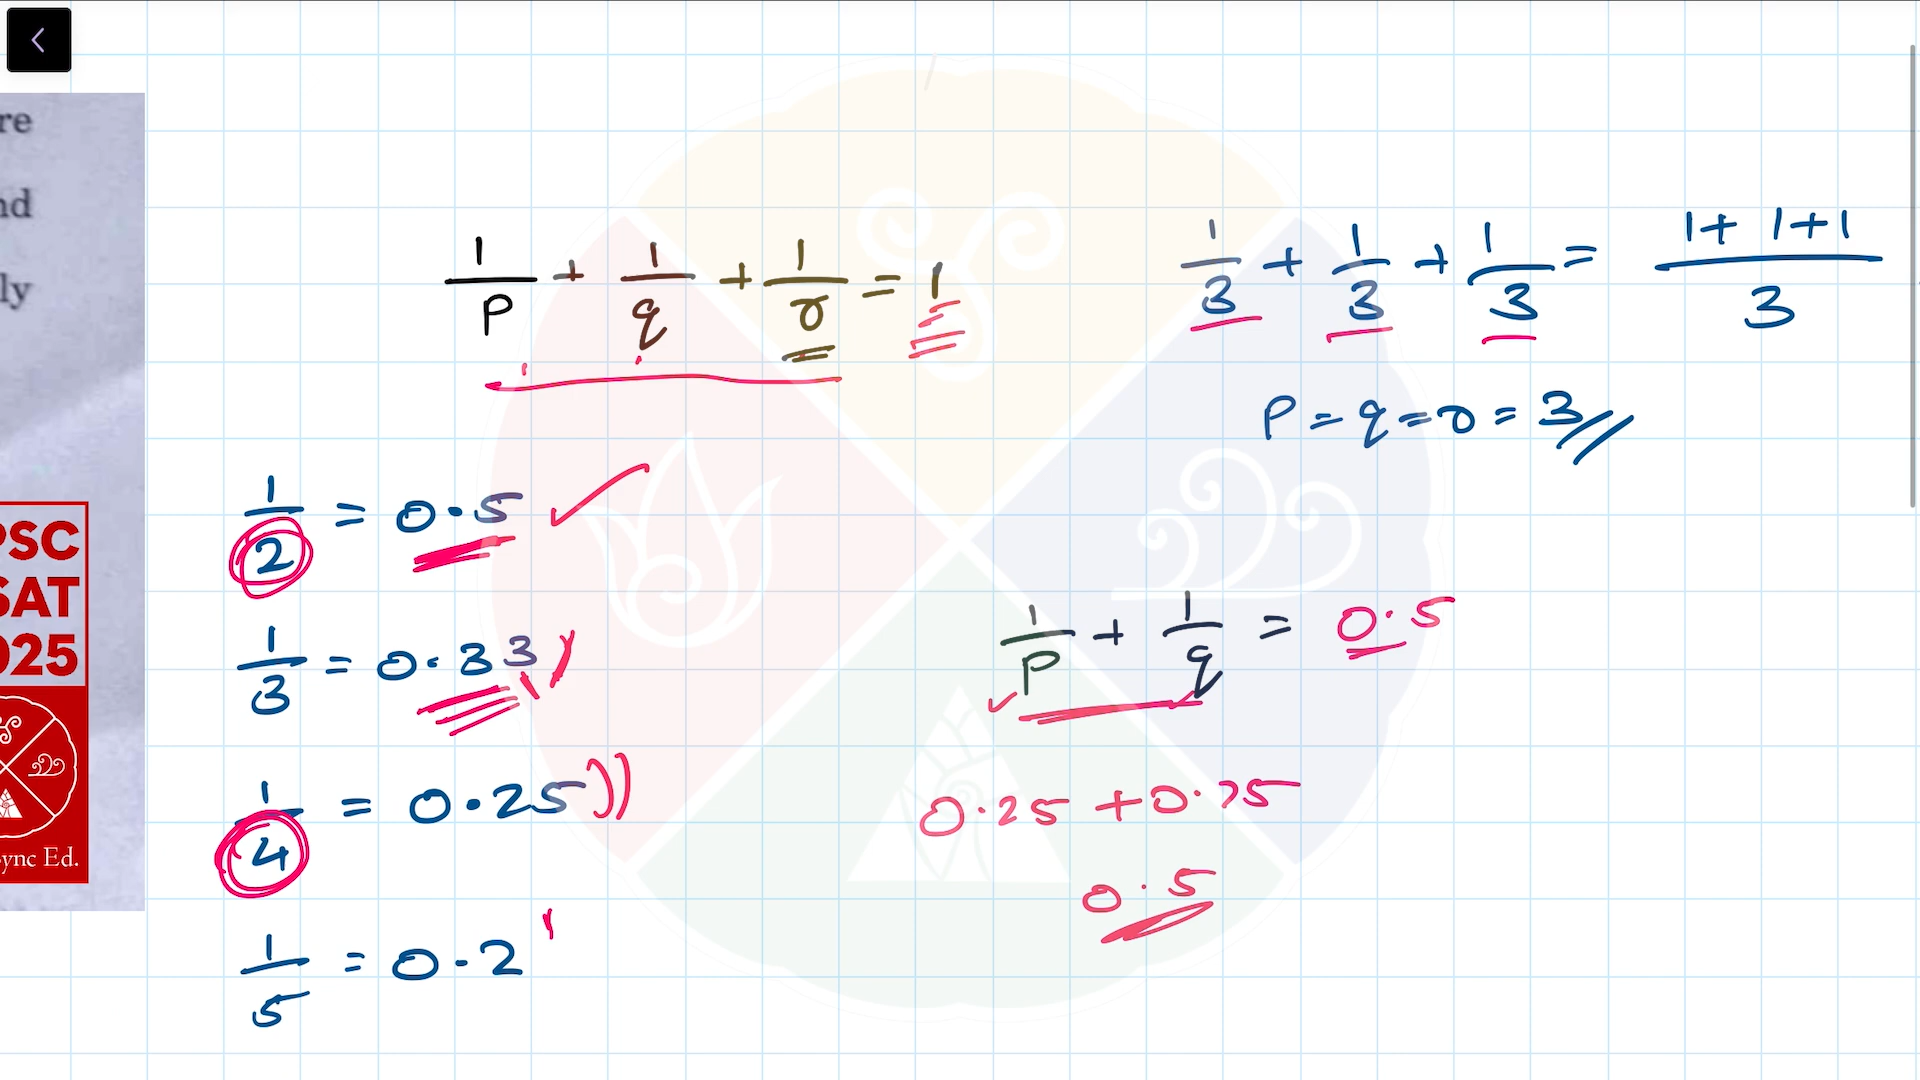 re
nd
ly
1/p + 1/q + 1/r = 1
1/3 + 1/3 + 1/3 = 1+1+1/3
p = q = r = 3//
1/2 = 0.5
1/3 = 0.33
1/4 = 0.25
1/5 = 0.2
1/p + 1/q = 0.5
0.25 + 0.25
0.5
PSC
SAT
025
ync Ed.